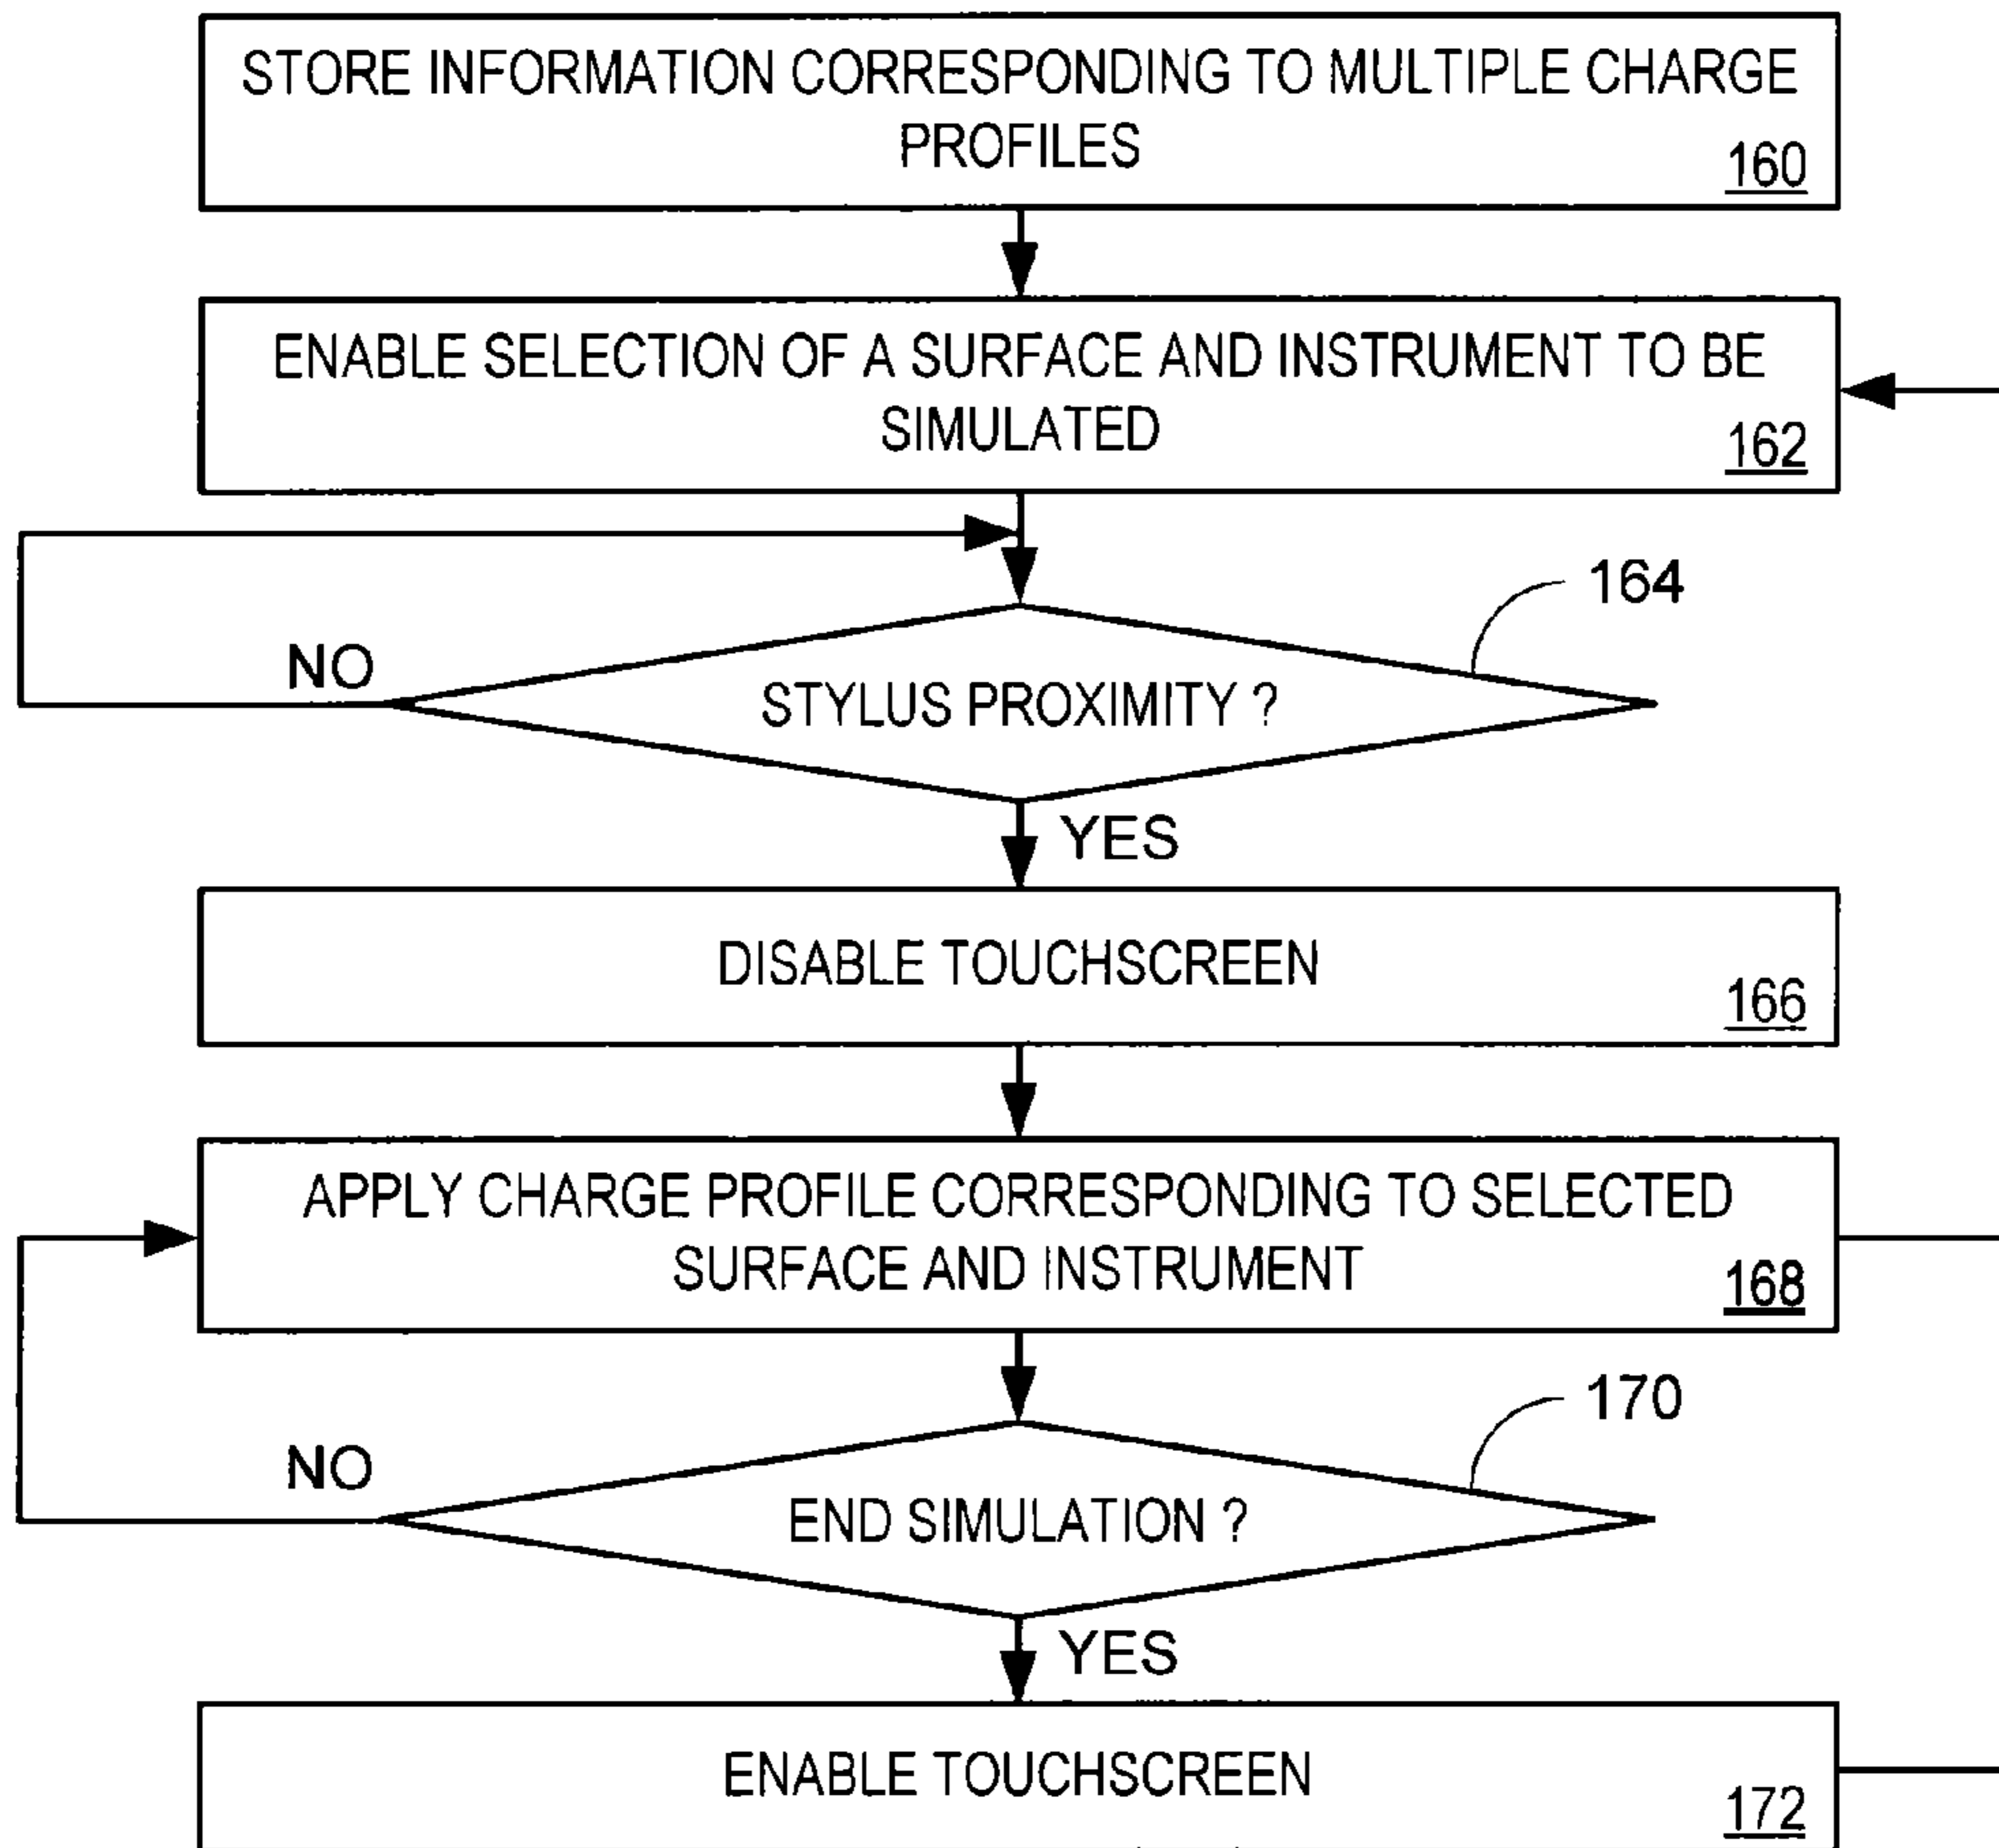 STORE INFORMATION CORRESPONDING TO MULTIPLE CHARGE
PROFILES
160
ENABLE SELECTION OF A SURFACE AND INSTRUMENT TO BE
SIMULATED
162
164
NO
STYLUS PROXIMITY ?
YES
DISABLE TOUCHSCREEN
166
APPLY CHARGE PROFILE CORRESPONDING TO SELECTED
SURFACE AND INSTRUMENT
168
170
NO
END SIMULATION ?
YES
ENABLE TOUCHSCREEN
172